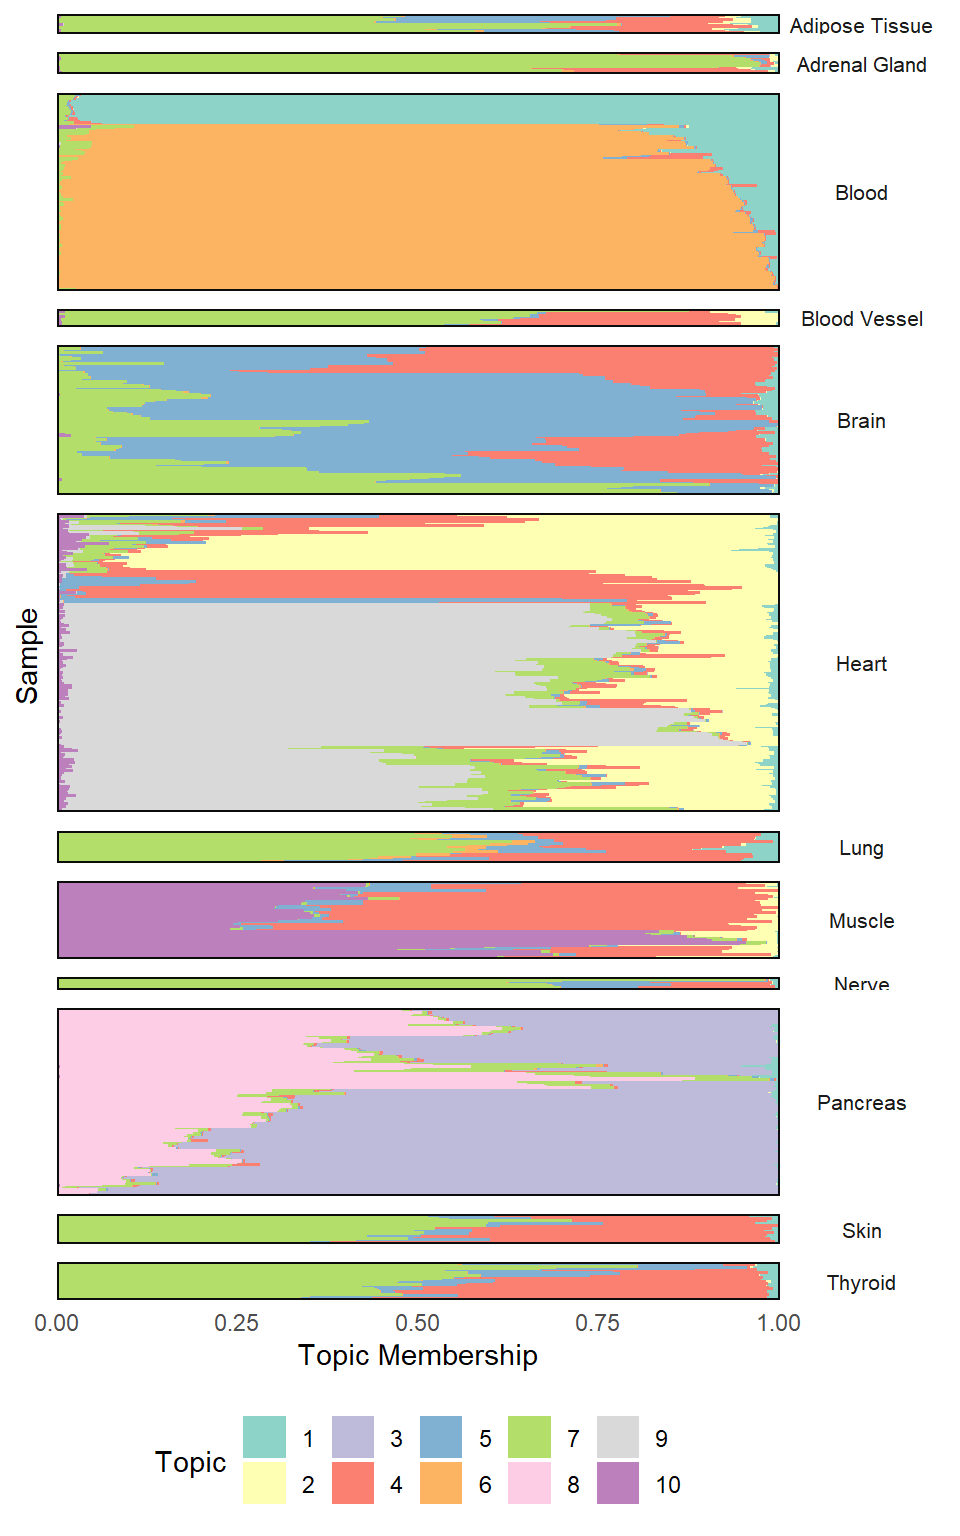 Adipose Tissue
Adrenal Gland
Blood
Blood Vessel
Brain
Heart
Lung
Muscle
Nerve
Pancreas
Skin
Thyroid
Sample
0.00 0.25 0.50 0.75 1.00
Topic Membership
Topic
1 3 5 7 9
2 4 6 8 10